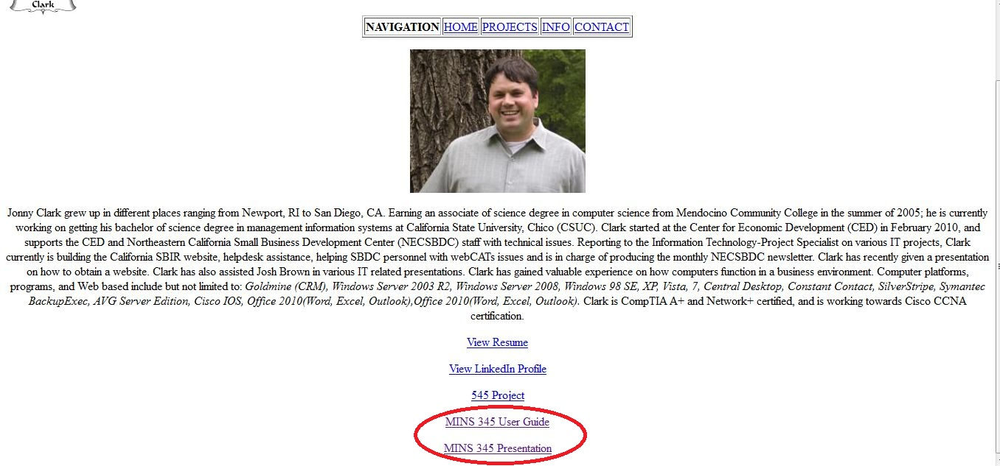 Clark
NAVIGATION HOME PROJECTS INFO CONTACT
Jonny Clark grew up in different places ranging from Newport, RI to San Diego, CA. Earning an associate of science degree in computer science from Mendocino Community College in the summer of 2005; he is currently
working on getting his bachelor of science degree in management information systems at California State University, Chico (CSUC). Clark started at the Center for Economic Development (CED) in February 2010, and
supports the CED and Northeastern California Small Business Development Center (NECSBDC) staff with technical issues. Reporting to the Information Technology-Project Specialist on various IT projects, Clark
currently is building the California SBIR website, helpdesk assistance, helping SBDC personnel with webCATs issues and is in charge of producing the monthly NECSBDC newsletter. Clark has recently given a presentation
on how to obtain a website. Clark has also assisted Josh Brown in various IT related presentations. Clark has gained valuable experience on how computers function in a business environment. Computer platforms,
programs, and Web based include but not limited to: Goldmine (CRM), Windows Server 2003 R2, Windows Server 2008, Windows 98 SE, XP, Vista, 7, Central Desktop, Constant Contact, SilverStripe, Symantec
BackupExec, AVG Server Edition, Cisco IOS, Office 2010(Word, Excel, Outlook),Office 2010(Word, Excel, Outlook). Clark is CompTIA A+ and Network+ certified, and is working towards Cisco CCNA
certification.
View Resume
View LinkedIn Profile
545 Project
MINS 345 User Guide
MINS 345 Presentation